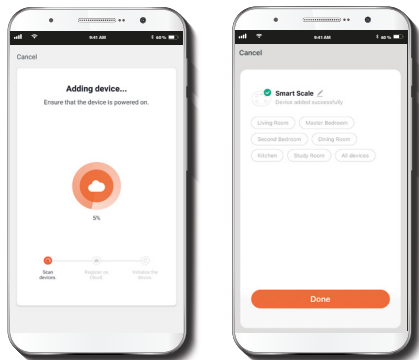 9:41 AM
40 %
Cancel
Adding device...
Ensure that the device is powered on.
5%
Scan
devices.
Register on
Cloud.
Initialize the
device.
9:41 AM
40 %
Cancel
Smart Scale
Device added successfully
Living Room
Master Bedroom
Second Bedroom
Dining Room
Kitchen
Study Room
All devices
Done